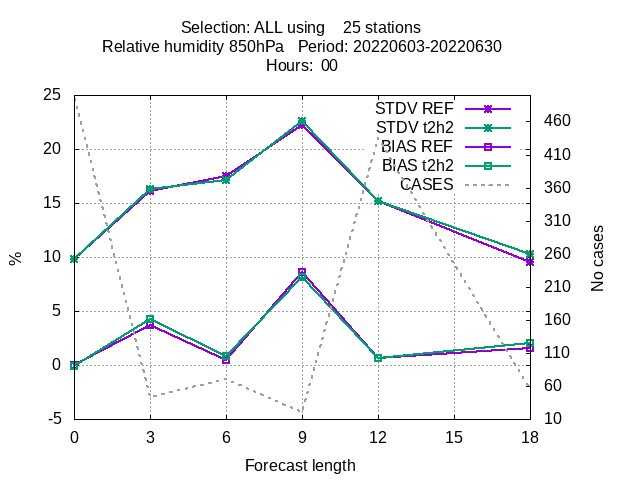 Selection: ALL using    25 stations
Relative humidity 850hPa   Period: 20220603-20220630
Hours:  00
STDV REF
STDV t2h2
BIAS REF
BIAS t2h2
CASES
25
20
15
10
5
0
-5
%
460
410
360
310
260
210
160
110
60
10
No cases
0 3 6 9 12 15 18
Forecast length